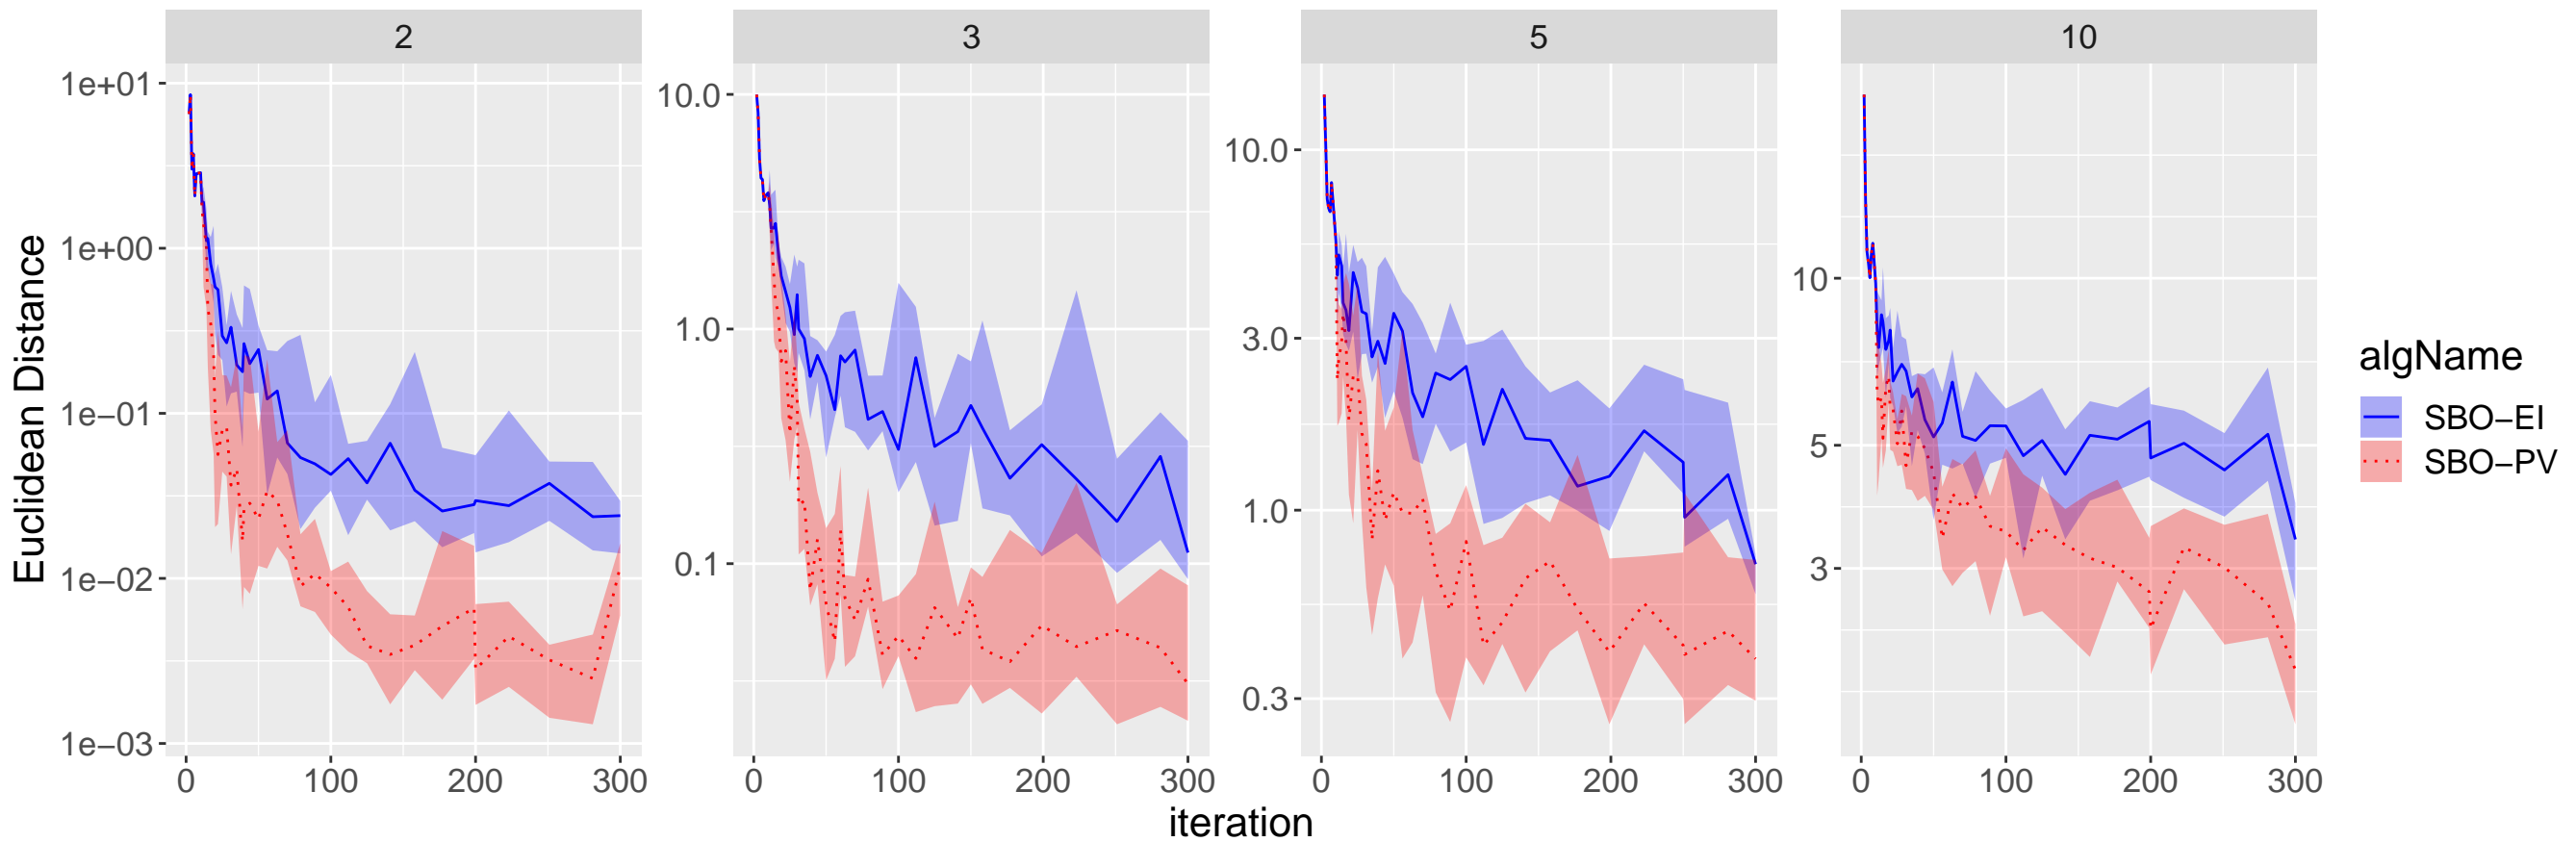 2
3
5
10
Euclidean Distance
1e+01
1e+00
1e−01
1e−02
1e−03
10.0
1.0
0.1
10.0
3.0
1.0
0.3
10
5
3
0 100 200 300
0 100 200 300
0 100 200 300
0 100 200 300
iteration
algName
SBO−EI
SBO−PV